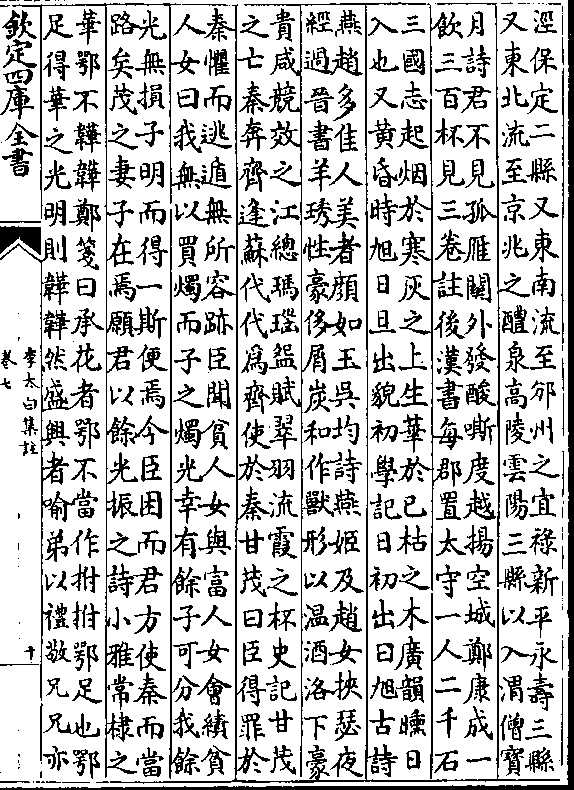 涇保定二縣又東南流至邠州之宜祿新平永壽三縣
又東北流至京兆之醴泉高陵雲陽三縣以入渭僧寳
月詩君不見孤雁關外發酸嘶度越揚空城鄭康成一
飲三百杯見三卷註後漢書每郡置太守一人二千石
三國志起烟於寒灰之上生華於已枯之木廣韻曛日
入也又黄昏時旭日旦出貌初學記日初出曰旭古詩
燕趙多佳人美者顔如玉吳均詩燕姬及趙女挾瑟夜
經過晉書羊琇性豪侈屑炭和作獸形以温酒洛下豪
貴咸競效之江總瑪瑙盌賦翠羽流霞之杯史記甘茂
之亡秦奔齊逢蘇代代爲齊使於秦甘茂曰臣得罪於
秦懼而逃遁無所容跡臣聞貧人女與富人女會績貧
人女曰我無以買燭而子之燭光幸有餘子可分我餘
光無損子明而得一斯便焉今臣困而君方使秦而當
路矣茂之妻子在焉願君以餘光振之詩小雅常棣之
華鄂不韡韡鄭箋曰承花者鄂不當作拊拊鄂足也鄂
足得華之光明則韡韡然盛興者喻弟以禮敬兄兄亦
欽定四庫全書
李太白集註
卷七
十